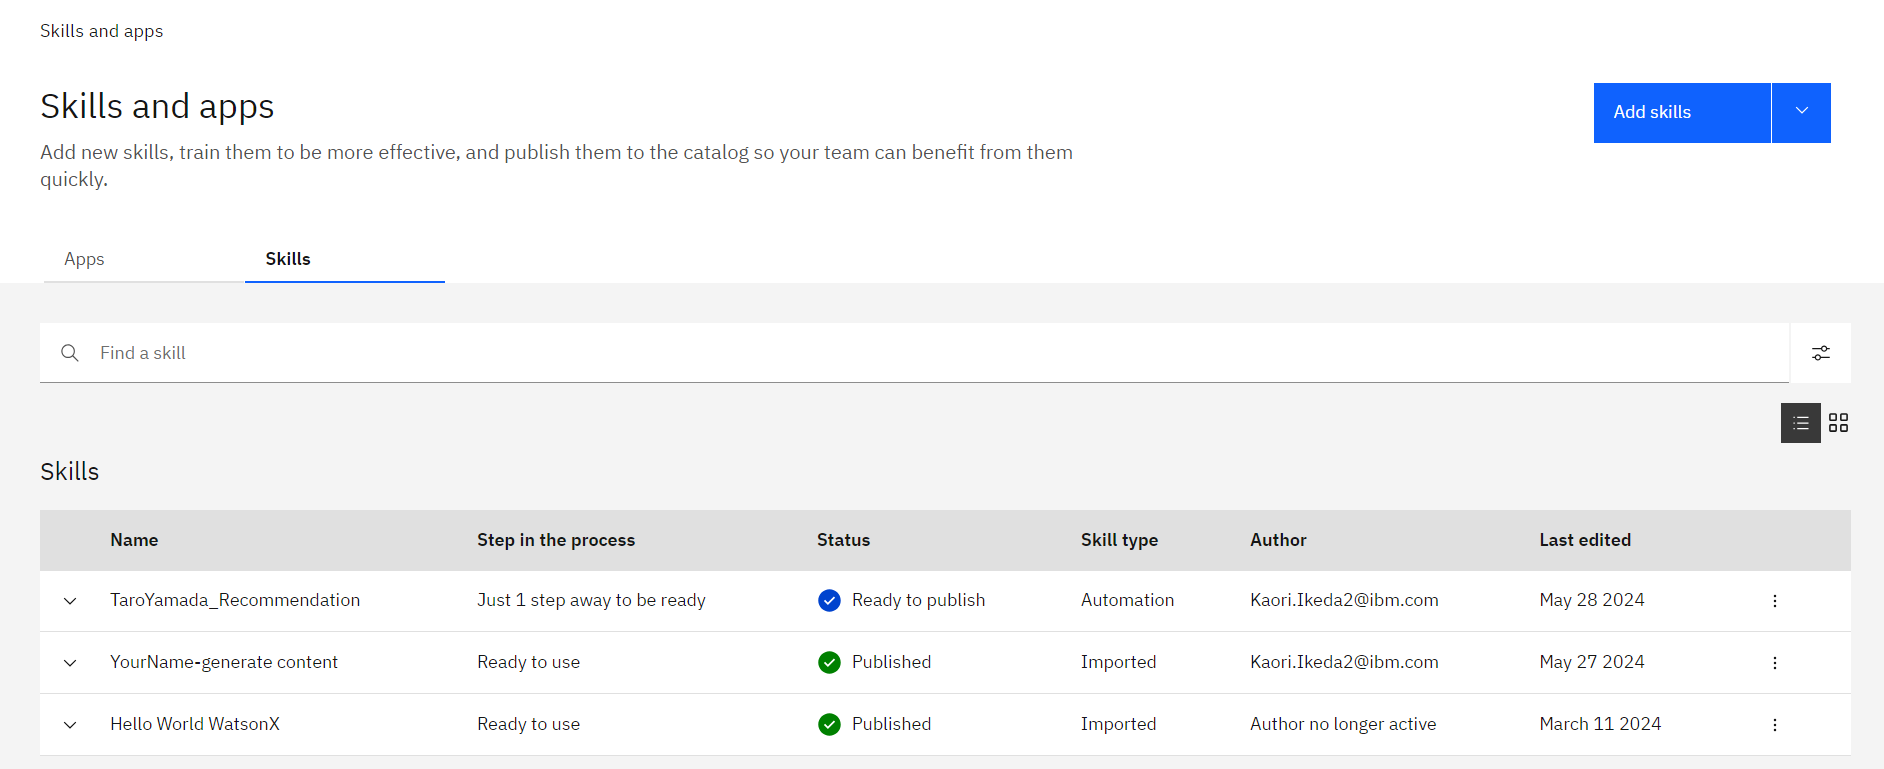 Skills and apps
Skills and apps
Add skills
Add new skills, train them to be more effective, and publish them to the catalog so your team can benefit from them
quickly.
Apps
Skills
Find a skill
Skills
Name Step in the process Status Skill type Author Last edited
TaroYamada_Recommendation Just 1 step away to be ready Ready to publish Automation Kaori.Ikeda2@ibm.com May 28 2024
YourName-generate content Ready to use Published Imported Kaori.Ikeda2@ibm.com May 27 2024
Hello World WatsonX Ready to use Published Imported Author no longer active March 11 2024